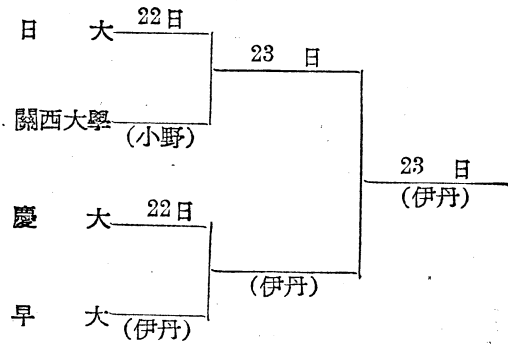 日 大 22日
23 日
關西大學 (小野)
23 日
(伊丹)
慶 大 22日
(伊丹)
早 大 (伊丹)